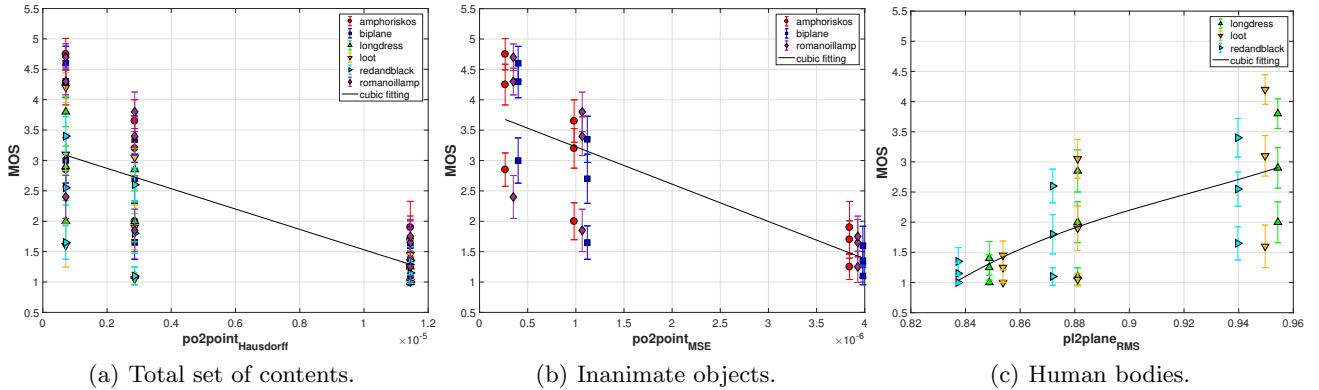 5.5
5
4.5
4
3.5
3
2.5
2
1.5
1
0.5
MOS
0 0.2 0.4 0.6 0.8 1 1.2
×10-5
po2pointHausdorff
amphoriskos
biplane
longdress
loot
redandblack
romanoillamp
cubic fitting
(a) Total set of contents.
5.5
5
4.5
4
3.5
3
2.5
2
1.5
1
0.5
MOS
0 0.5 1 1.5 2 2.5 3 3.5 4
×10-6
po2pointMSE
amphoriskos
biplane
romanoillamp
cubic fitting
(b) Inanimate objects.
5.5
5
4.5
4
3.5
3
2.5
2
1.5
1
0.5
MOS
0.82 0.84 0.86 0.88 0.9 0.92 0.94 0.96
pl2planeRMS
longdress
loot
redandblack
cubic fitting
(c) Human bodies.